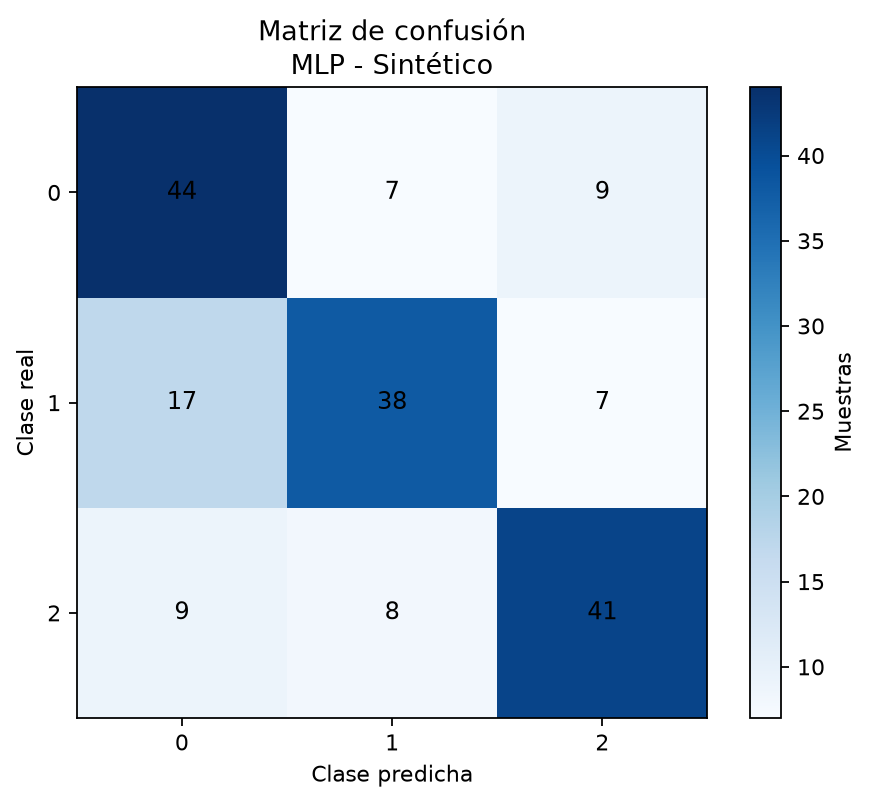 Matriz de confusión
MLP - Sintético
0 44 7 9
1 17 38 7
2 9 8 41
0 1 2
Clase predicha
Clase real
40
35
30
25
20
15
10
Muestras